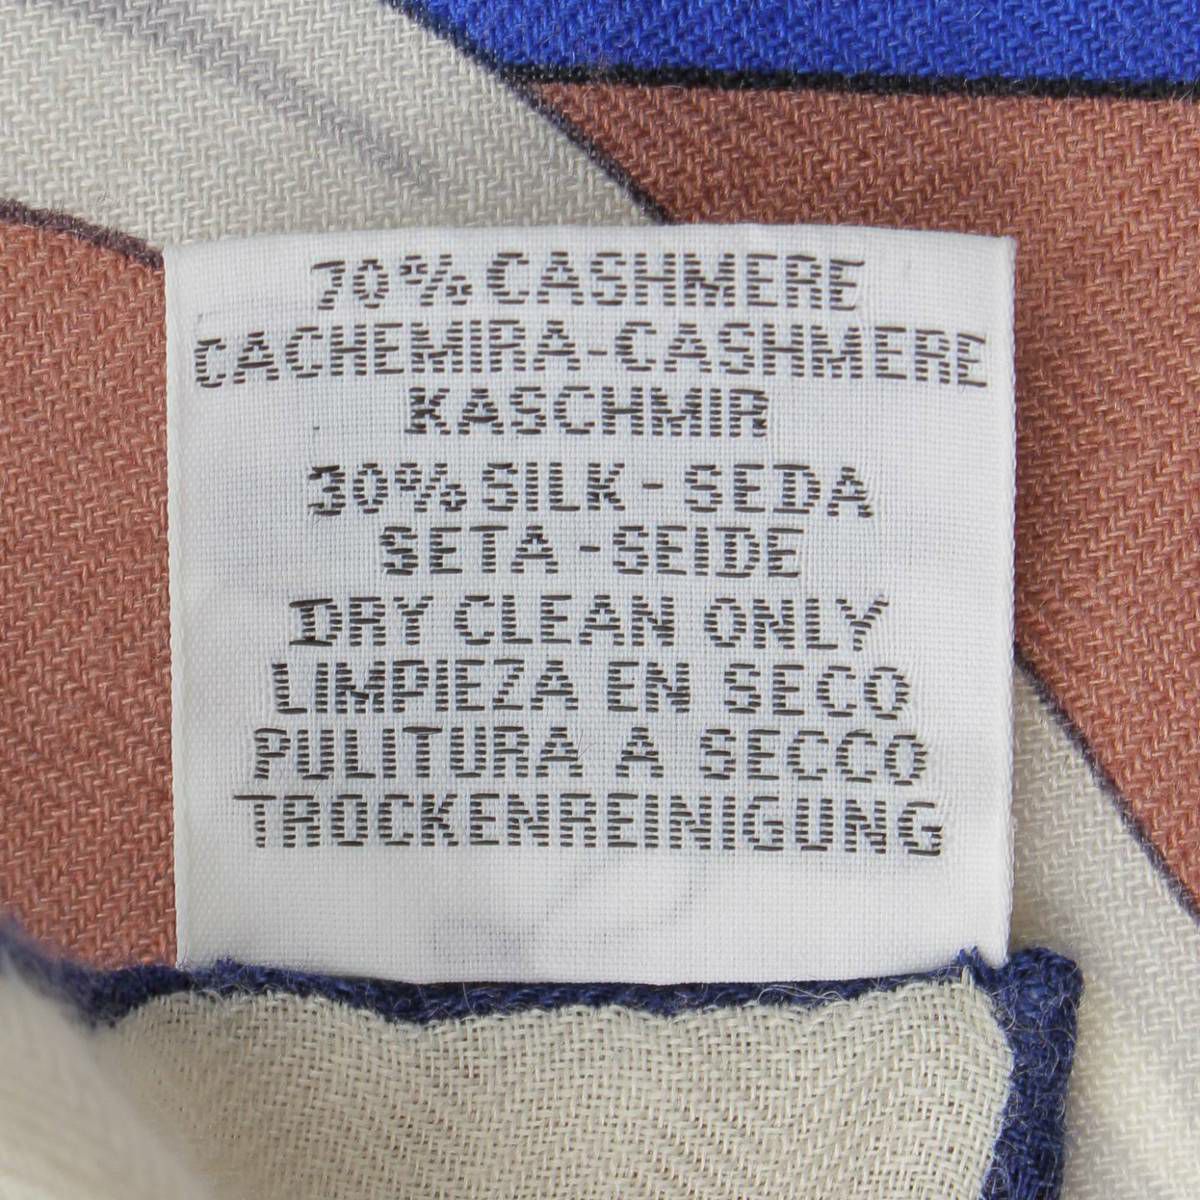 70% CASHMERE
CACHEMIRA-CASHMERE
KASCHMIR
30% SILK - SEDA
SETA - SEIDE
DRY CLEAN ONLY
LIMPIEZA EN SECO
PULITURA A SECCO
TROCKENREINIGUNG